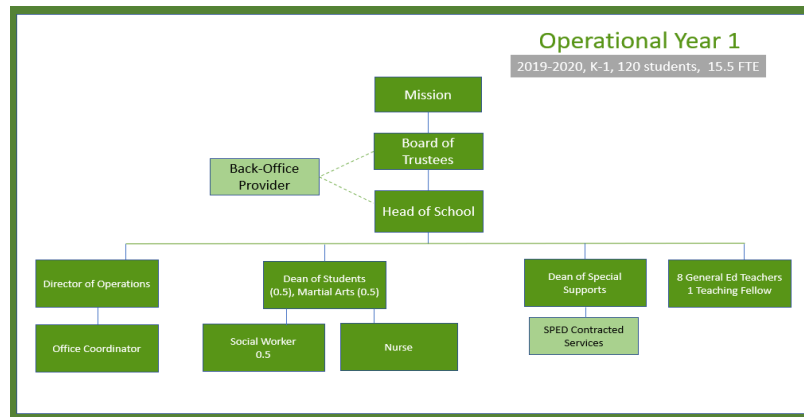 Operational Year 1
2019-2020, K-1, 120 students, 15.5 FTE
Mission
Board of
Trustees
Back-Office
Provider
Head of School
Director of Operations
Dean of Students
(0.5), Martial Arts (0.5)
Dean of Special
Supports
8 General Ed Teachers
1 Teaching Fellow
Office Coordinator
Social Worker
0.5
Nurse
SPED Contracted
Services